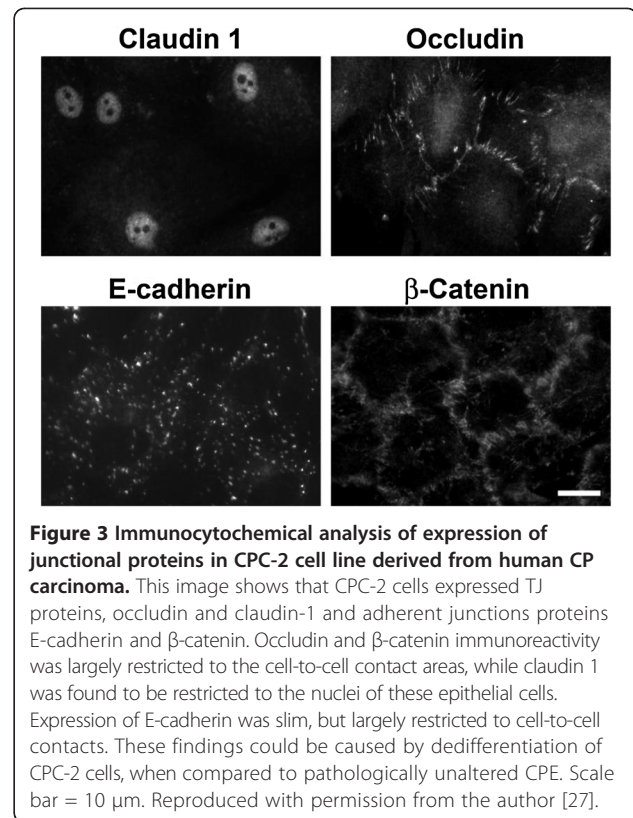 Claudin 1 Occludin
E-cadherin β-Catenin
Figure 3 Immunocytochemical analysis of expression of
junctional proteins in CPC-2 cell line derived from human CP
carcinoma. This image shows that CPC-2 cells expressed TJ
proteins, occludin and claudin-1 and adherent junctions proteins
E-cadherin and β-catenin. Occludin and β-catenin immunoreactivity
was largely restricted to the cell-to-cell contact areas, while claudin 1
was found to be restricted to the nuclei of these epithelial cells.
Expression of E-cadherin was slim, but largely restricted to cell-to-cell
contacts. These findings could be caused by dedifferentiation of
CPC-2 cells, when compared to pathologically unaltered CPE. Scale
bar = 10 μm. Reproduced with permission from the author [27].